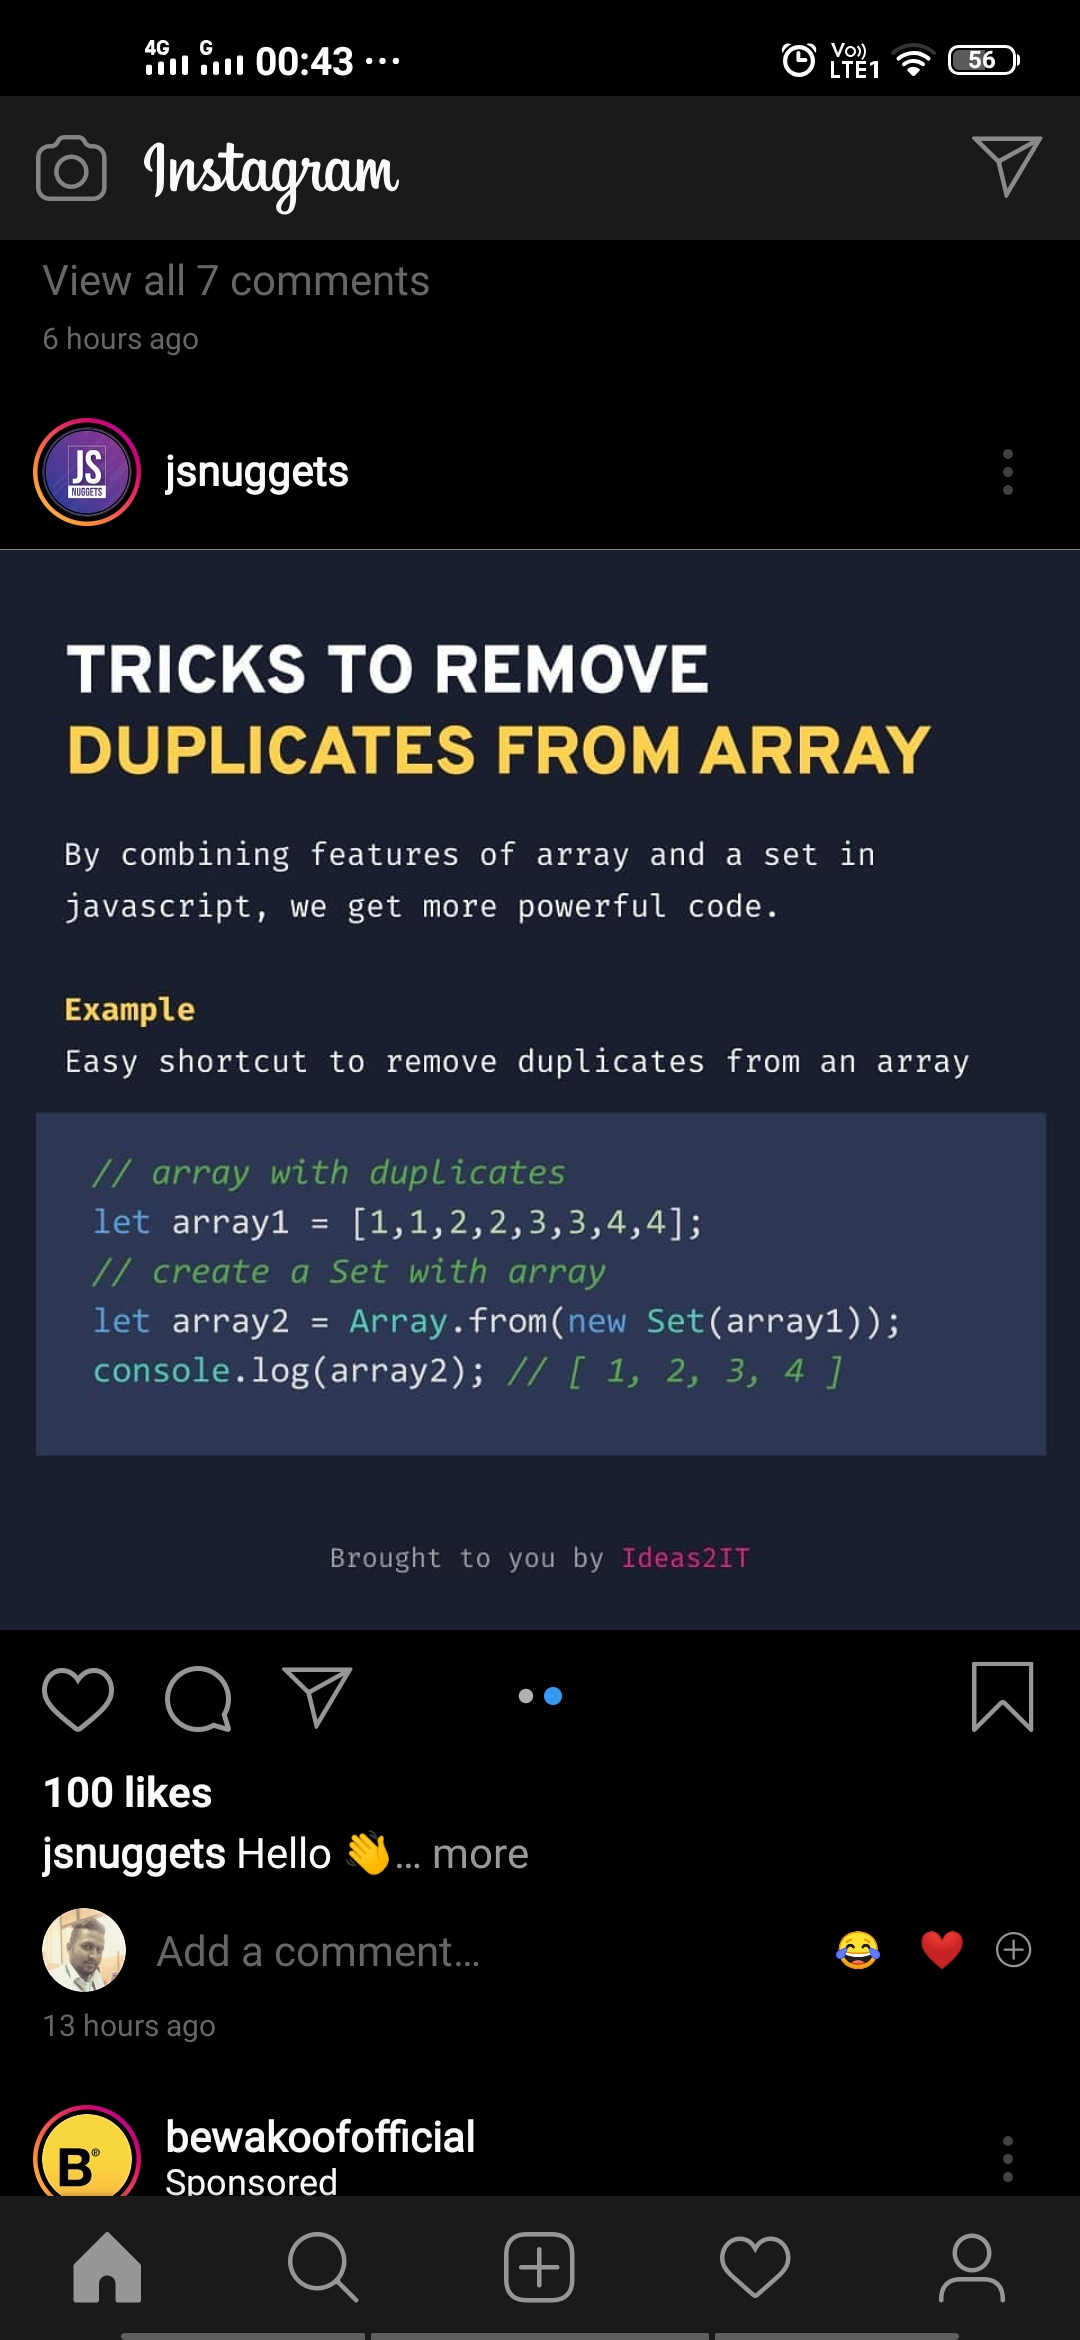 4G G 00:43 ... Vo)) LTE1 56
Instagram
View all 7 comments
6 hours ago
JS
NUGGETS
jsnuggets
TRICKS TO REMOVE
DUPLICATES FROM ARRAY
By combining features of array and a set in
javascript, we get more powerful code.
Example
Easy shortcut to remove duplicates from an array
// array with duplicates
let array1 = [1,1,2,2,3,3,4,4];
// create a Set with array
let array2 = Array.from(new Set(array1));
console.log(array2); // [ 1, 2, 3, 4 ]
Brought to you by Ideas2IT
100 likes
jsnuggets Hello 👋... more
Add a comment...
13 hours ago
B®
bewakoofofficial
Sponsored